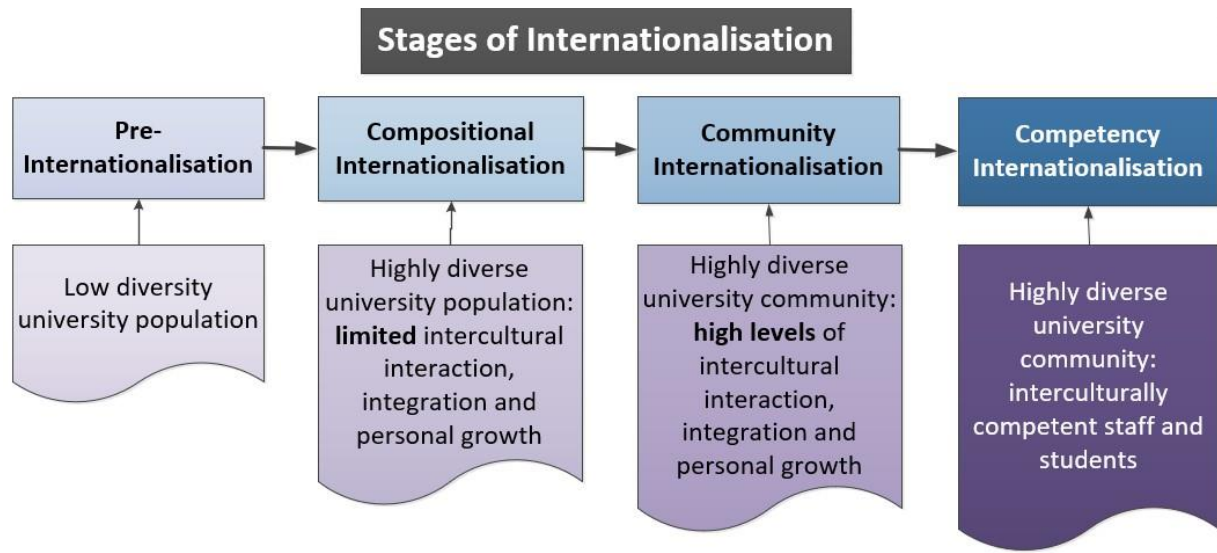 Stages of Internationalisation
Pre-
Internationalisation
Compositional
Internationalisation
Community
Internationalisation
Competency
Internationalisation
Low diversity
university population
Highly diverse
university population:
limited intercultural
interaction,
integration and
personal growth
Highly diverse
university community:
high levels of
intercultural
interaction,
integration and
personal growth
Highly diverse
university
community:
interculturally
competent staff and
students